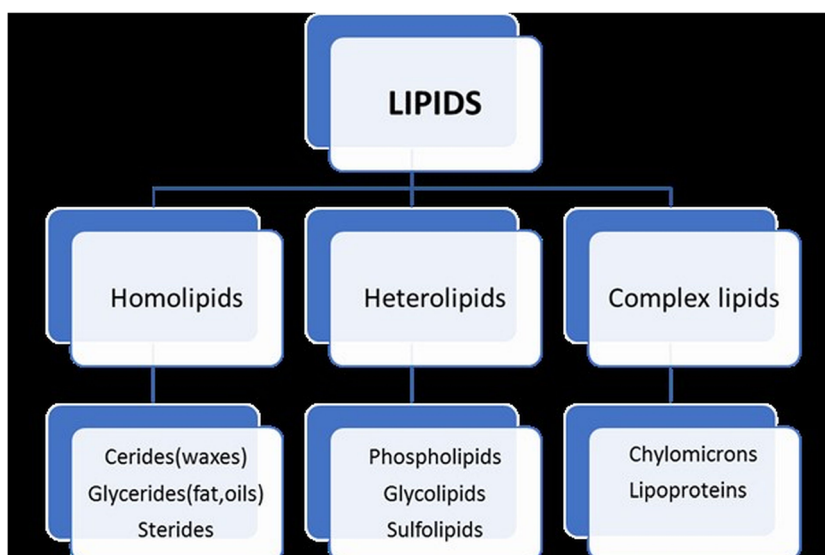 LIPIDS
Homolipids
Heterolipids
Complex lipids
Cerides(waxes)
Glycerides(fat,oils)
Sterides
Phospholipids
Glycolipids
Sulfolipids
Chylomicrons
Lipoproteins